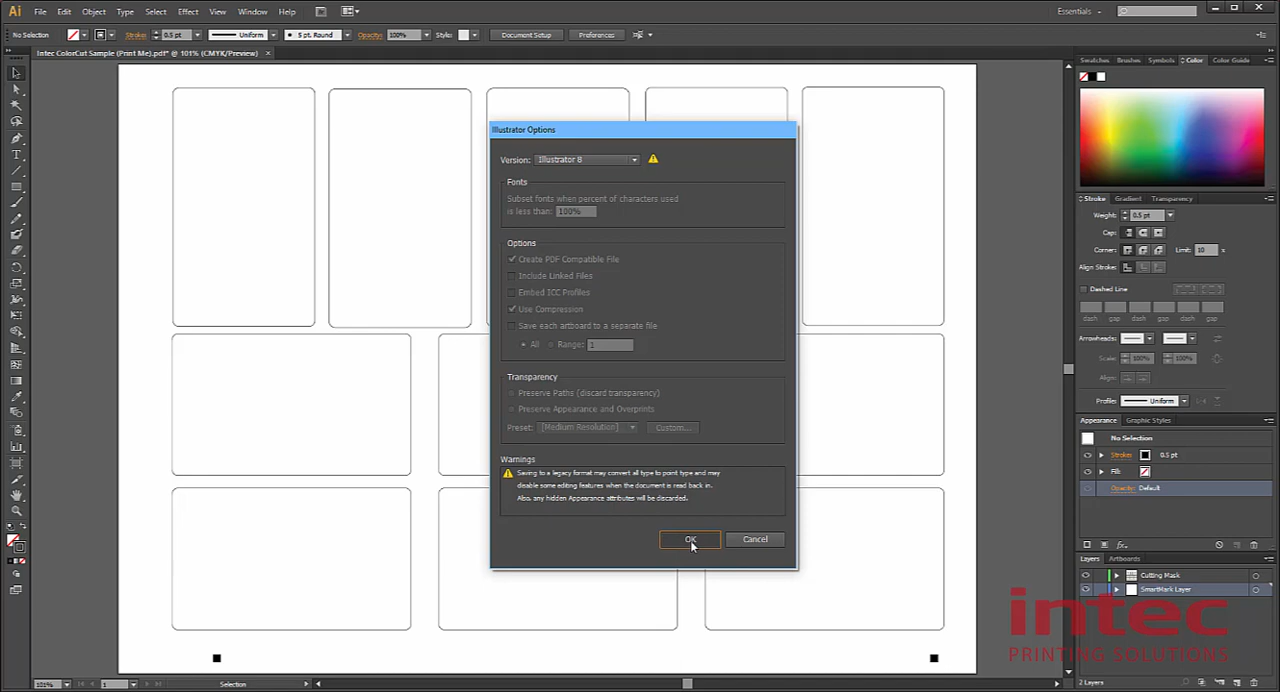 Ai File Edit Object Type Select Effect View Window Help
Essentials
No Selection Stroke: 0.5 pt Uniform 5 pt. Round Opacity: 100% Style: Document Setup Preferences
Intec ColorCut Sample (Print Me).pdf* @ 101% (CMYK/Preview) ×
Swatches Brushes Symbols Color Color Guide
Illustrator Options
Version: Illustrator 8
Fonts
Subset fonts when percent of characters used
is less than: 100%
Options
Create PDF Compatible File
Include Linked Files
Embed ICC Profiles
Use Compression
Save each artboard to a separate file
All Range: 1
Transparency
Preserve Paths (discard transparency)
Preserve Appearance and Overprints
Preset: [Medium Resolution] Custom...
Warnings
Saving to a legacy format may convert all type to point type and may
disable some editing features when the document is read back in.
Also, any hidden Appearance attributes will be discarded.
OK Cancel
Stroke Gradient Transparency
Weight: 0.5 pt
Cap:
Corner: Limit: 10 x
Align Stroke:
Dashed Line
dash gap dash gap dash gap
Arrowheads:
Scale: 100% 100%
Align:
Profile: Uniform
Appearance Graphic Styles
No Selection
Stroke: 0.5 pt
Fill:
Opacity: Default
fx
Layers Artboards
Cutting Mask
SmartMark Layer
intec
PRINTING SOLUTIONS
2 Layers
101% 1 Selection